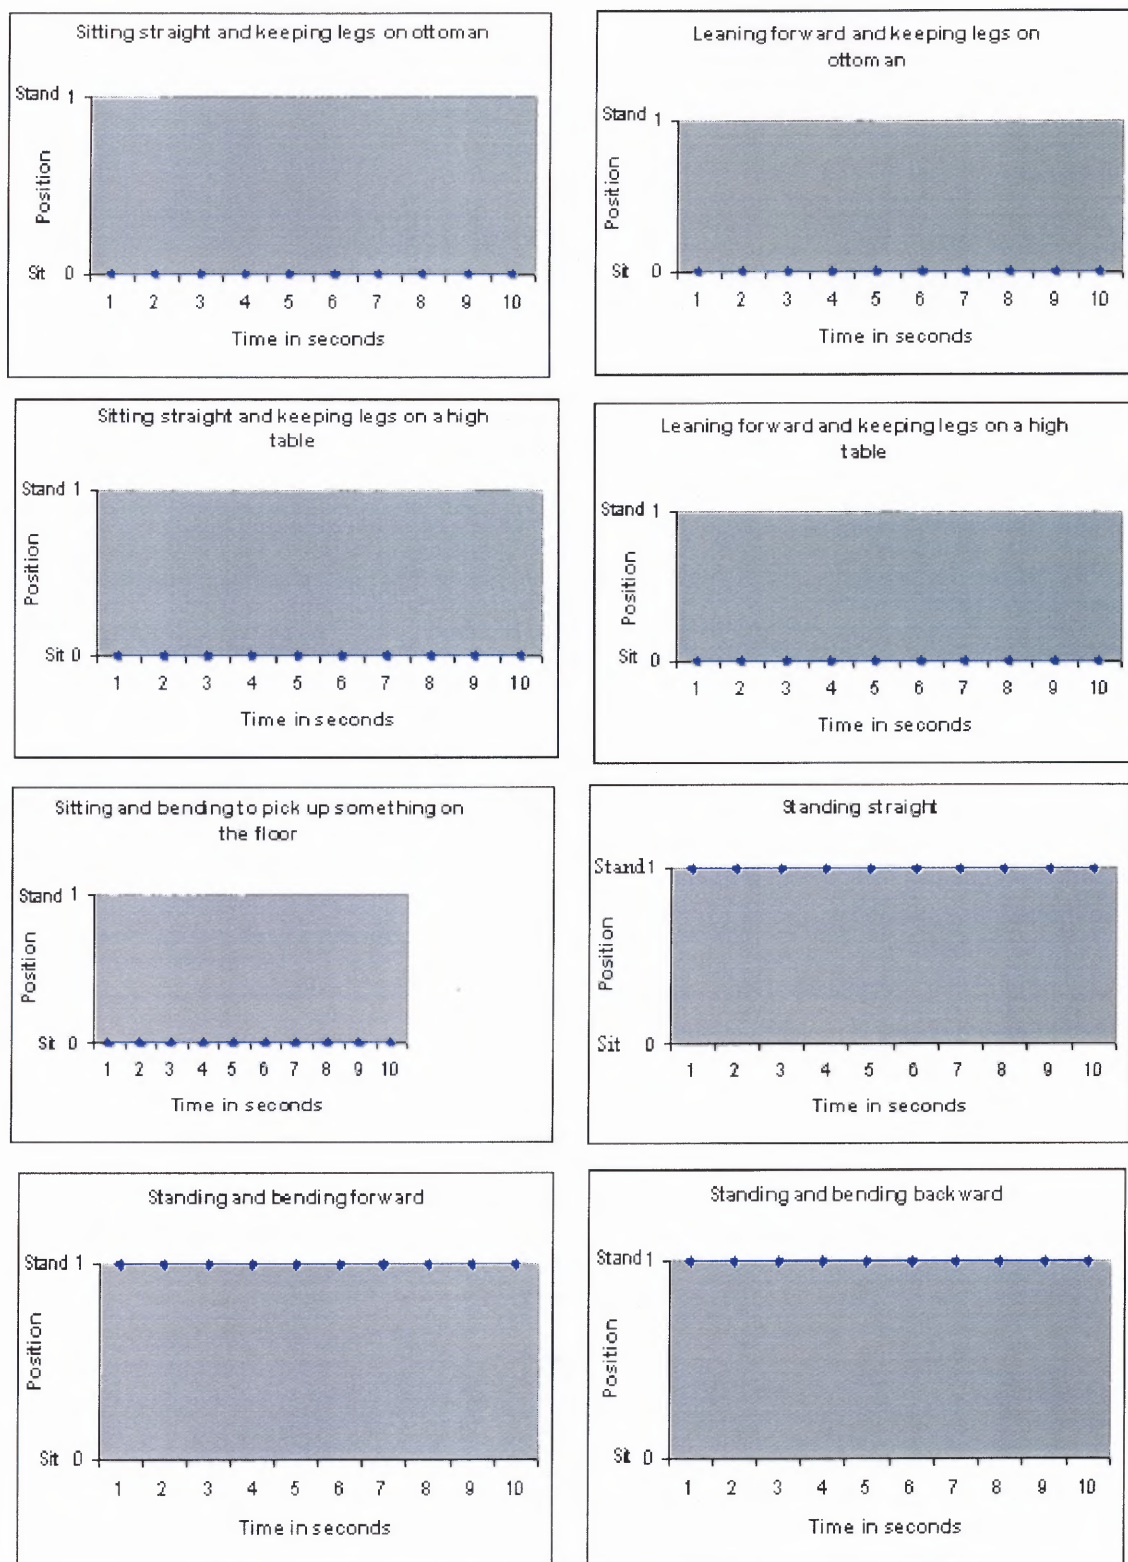 Sitting straight and keeping legs on ottoman
Stand 1
Position
Sit 0
1 2 3 4 5 6 7 8 9 10
Time in seconds
Leaning forward and keeping legs on
ottoman
Stand 1
Position
Sit 0
1 2 3 4 5 6 7 8 9 10
Time in seconds
Sitting straight and keeping legs on a high
table
Stand 1
Position
Sit 0
1 2 3 4 5 6 7 8 9 10
Time in seconds
Leaning forward and keeping legs on a high
table
Stand 1
Position
Sit 0
1 2 3 4 5 6 7 8 9 10
Time in seconds
Sitting and bending to pick up something on
the floor
Stand 1
Position
Sit 0
1 2 3 4 5 6 7 8 9 10
Time in seconds
Standing straight
Stand 1
Position
Sit 0
1 2 3 4 5 6 7 8 9 10
Time in seconds
Standing and bending forward
Stand 1
Position
Sit 0
1 2 3 4 5 6 7 8 9 10
Time in seconds
Standing and bending backward
Stand 1
Position
Sit 0
1 2 3 4 5 6 7 8 9 10
Time in seconds